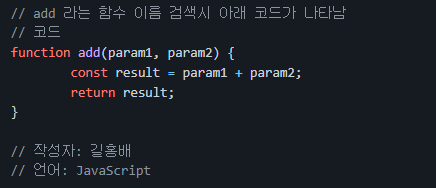 // add 라는 함수 이름 검색시 아래 코드가 나타남
// 코드
function add(param1, param2) {
        const result = param1 + param2;
        return result;
}

// 작성자: 길홍배
// 언어: JavaScript